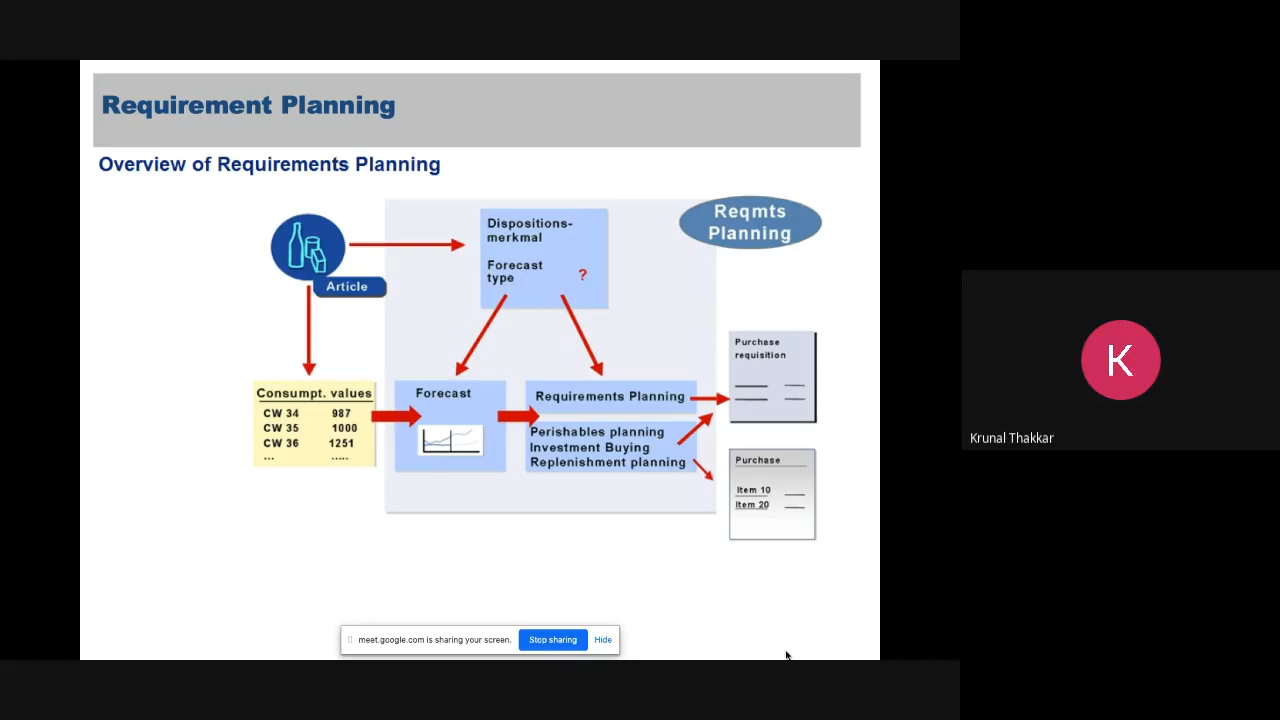 Requirement Planning
Overview of Requirements Planning
Reqmts
Planning
Dispositions-
merkmal
Forecast
type
?
Article
Purchase
requisition
Consumpt. values
CW 34 987
CW 35 1000
CW 36 1251
... .....
Forecast
Requirements Planning
Perishables planning
Investment Buying
Replenishment planning
Purchase
Item 10
Item 20
K
Krunal Thakkar
meet.google.com is sharing your screen.
Stop sharing
Hide